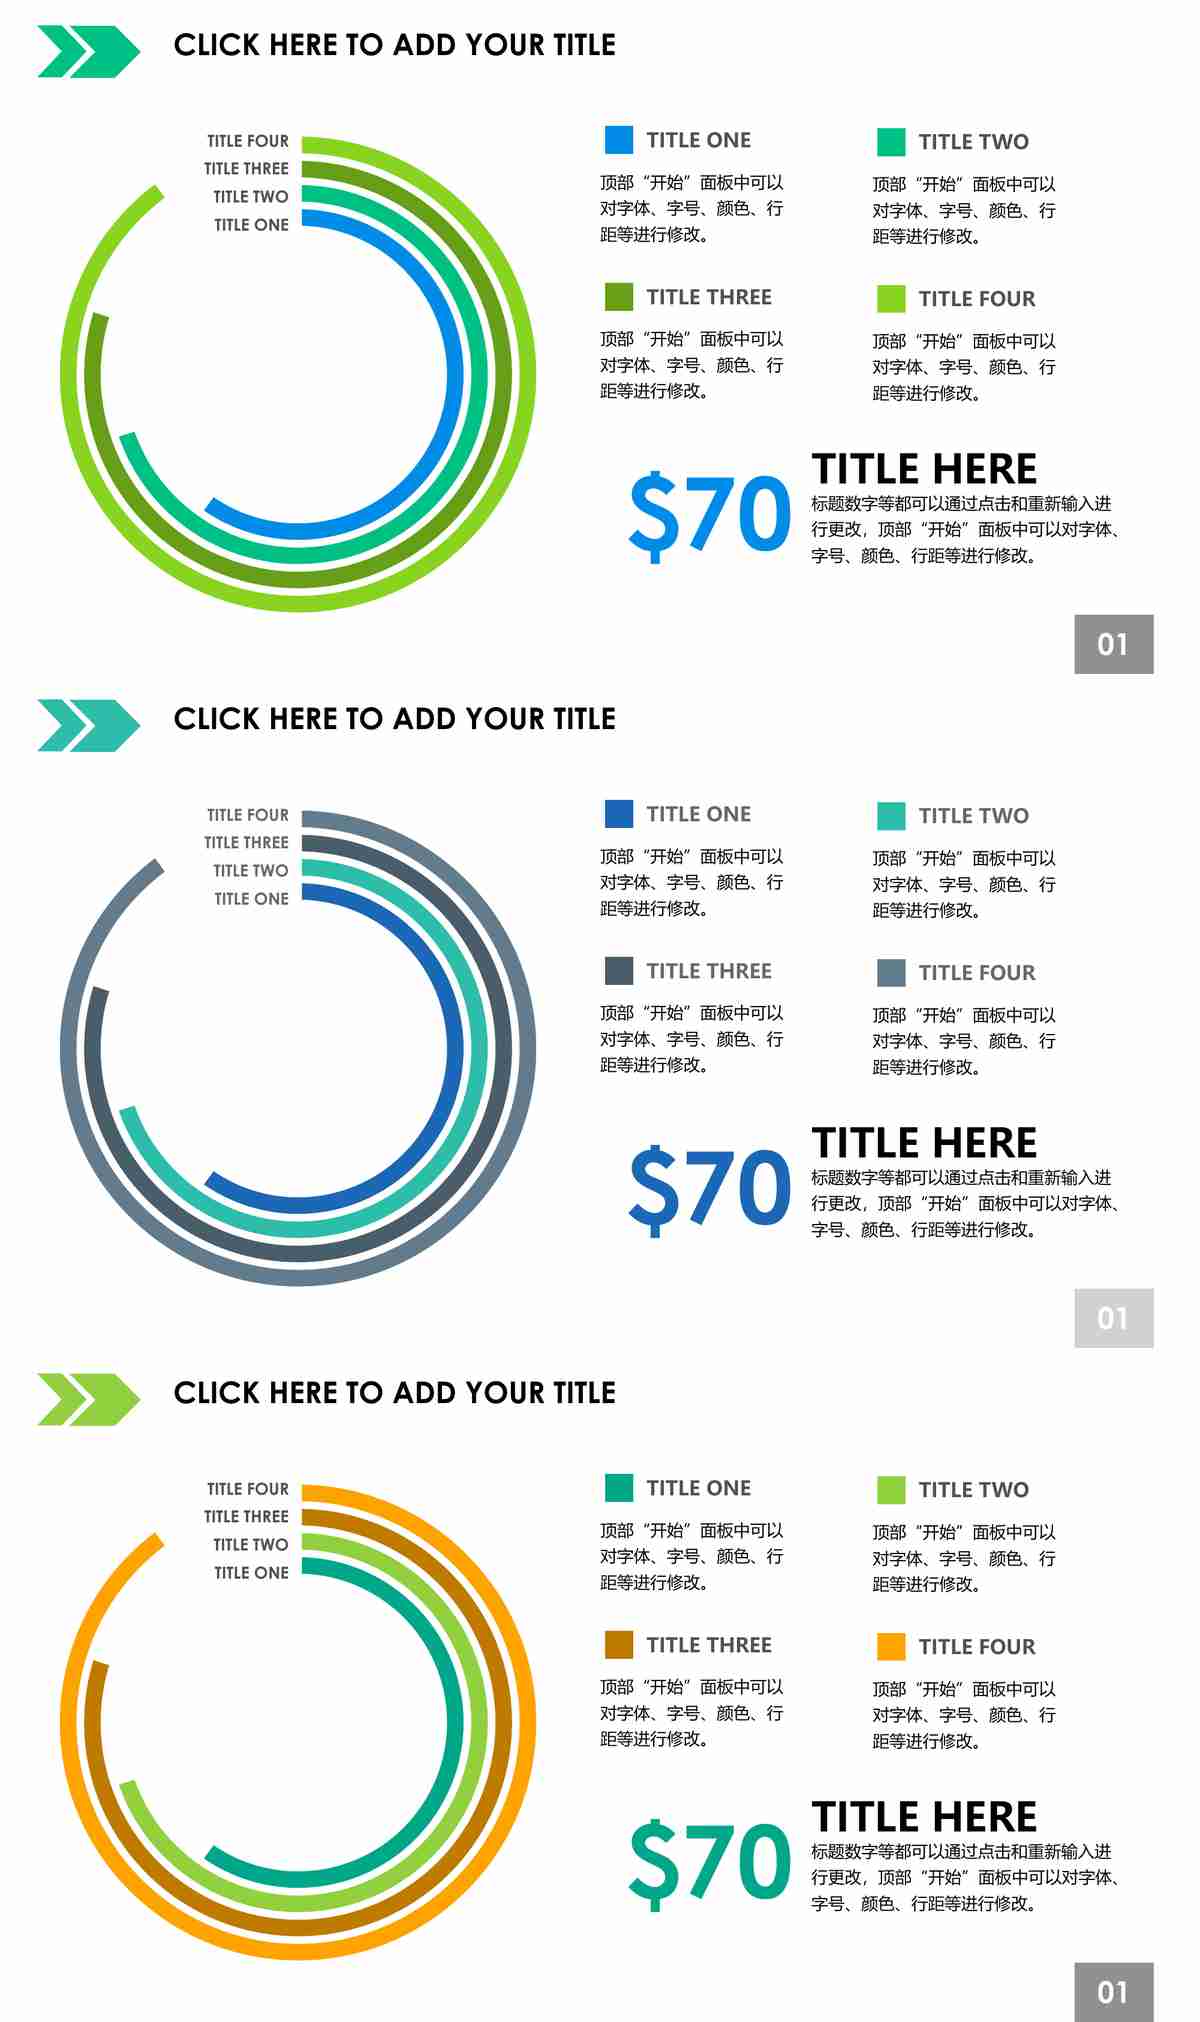 CLICK HERE TO ADD YOUR TITLE
TITLE FOUR
TITLE THREE
TITLE TWO
TITLE ONE
TITLE ONE
顶部“开始”面板中可以
对字体、字号、颜色、行
距等进行修改。
TITLE TWO
顶部“开始”面板中可以
对字体、字号、颜色、行
距等进行修改。
TITLE THREE
顶部“开始”面板中可以
对字体、字号、颜色、行
距等进行修改。
TITLE FOUR
顶部“开始”面板中可以
对字体、字号、颜色、行
距等进行修改。
$70
TITLE HERE
标题数字等都可以通过点击和重新输入进
行更改，顶部“开始”面板中可以对字体、
字号、颜色、行距等进行修改。
01
CLICK HERE TO ADD YOUR TITLE
TITLE FOUR
TITLE THREE
TITLE TWO
TITLE ONE
TITLE ONE
顶部“开始”面板中可以
对字体、字号、颜色、行
距等进行修改。
TITLE TWO
顶部“开始”面板中可以
对字体、字号、颜色、行
距等进行修改。
TITLE THREE
顶部“开始”面板中可以
对字体、字号、颜色、行
距等进行修改。
TITLE FOUR
顶部“开始”面板中可以
对字体、字号、颜色、行
距等进行修改。
$70
TITLE HERE
标题数字等都可以通过点击和重新输入进
行更改，顶部“开始”面板中可以对字体、
字号、颜色、行距等进行修改。
01
CLICK HERE TO ADD YOUR TITLE
TITLE FOUR
TITLE THREE
TITLE TWO
TITLE ONE
TITLE ONE
顶部“开始”面板中可以
对字体、字号、颜色、行
距等进行修改。
TITLE TWO
顶部“开始”面板中可以
对字体、字号、颜色、行
距等进行修改。
TITLE THREE
顶部“开始”面板中可以
对字体、字号、颜色、行
距等进行修改。
TITLE FOUR
顶部“开始”面板中可以
对字体、字号、颜色、行
距等进行修改。
$70
TITLE HERE
标题数字等都可以通过点击和重新输入进
行更改，顶部“开始”面板中可以对字体、
字号、颜色、行距等进行修改。
01